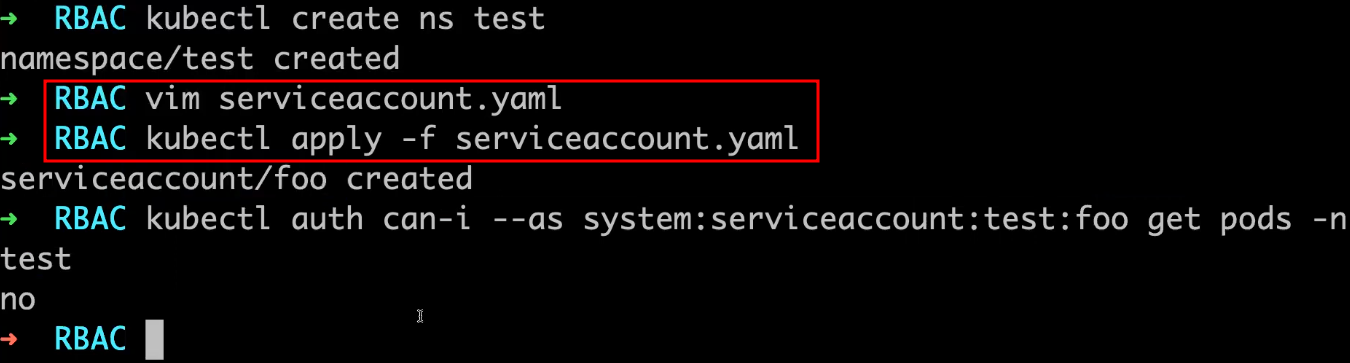 ➜ RBAC kubectl create ns test
namespace/test created
➜ RBAC vim serviceaccount.yaml
➜ RBAC kubectl apply -f serviceaccount.yaml
serviceaccount/foo created
➜ RBAC kubectl auth can-i --as system:serviceaccount:test:foo get pods -n
test
no
➜ RBAC